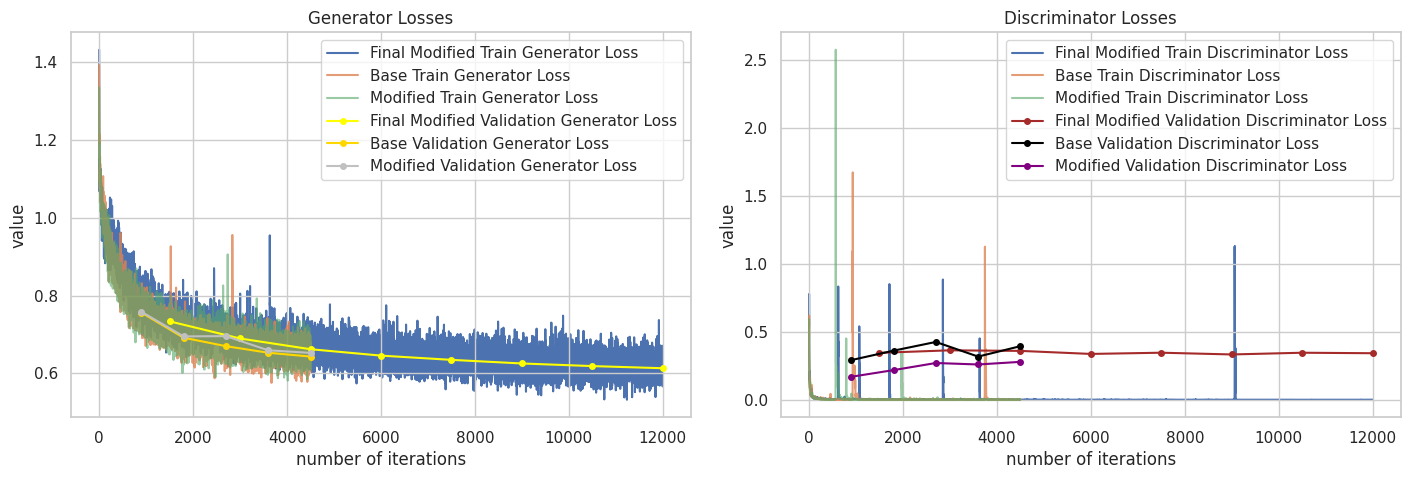 Generator Losses
Final Modified Train Generator Loss
Base Train Generator Loss
Modified Train Generator Loss
Final Modified Validation Generator Loss
Base Validation Generator Loss
Modified Validation Generator Loss
value
1.4
1.2
1.0
0.8
0.6
0 2000 4000 6000 8000 10000 12000
number of iterations
Discriminator Losses
Final Modified Train Discriminator Loss
Base Train Discriminator Loss
Modified Train Discriminator Loss
Final Modified Validation Discriminator Loss
Base Validation Discriminator Loss
Modified Validation Discriminator Loss
value
2.5
2.0
1.5
1.0
0.5
0.0
0 2000 4000 6000 8000 10000 12000
number of iterations